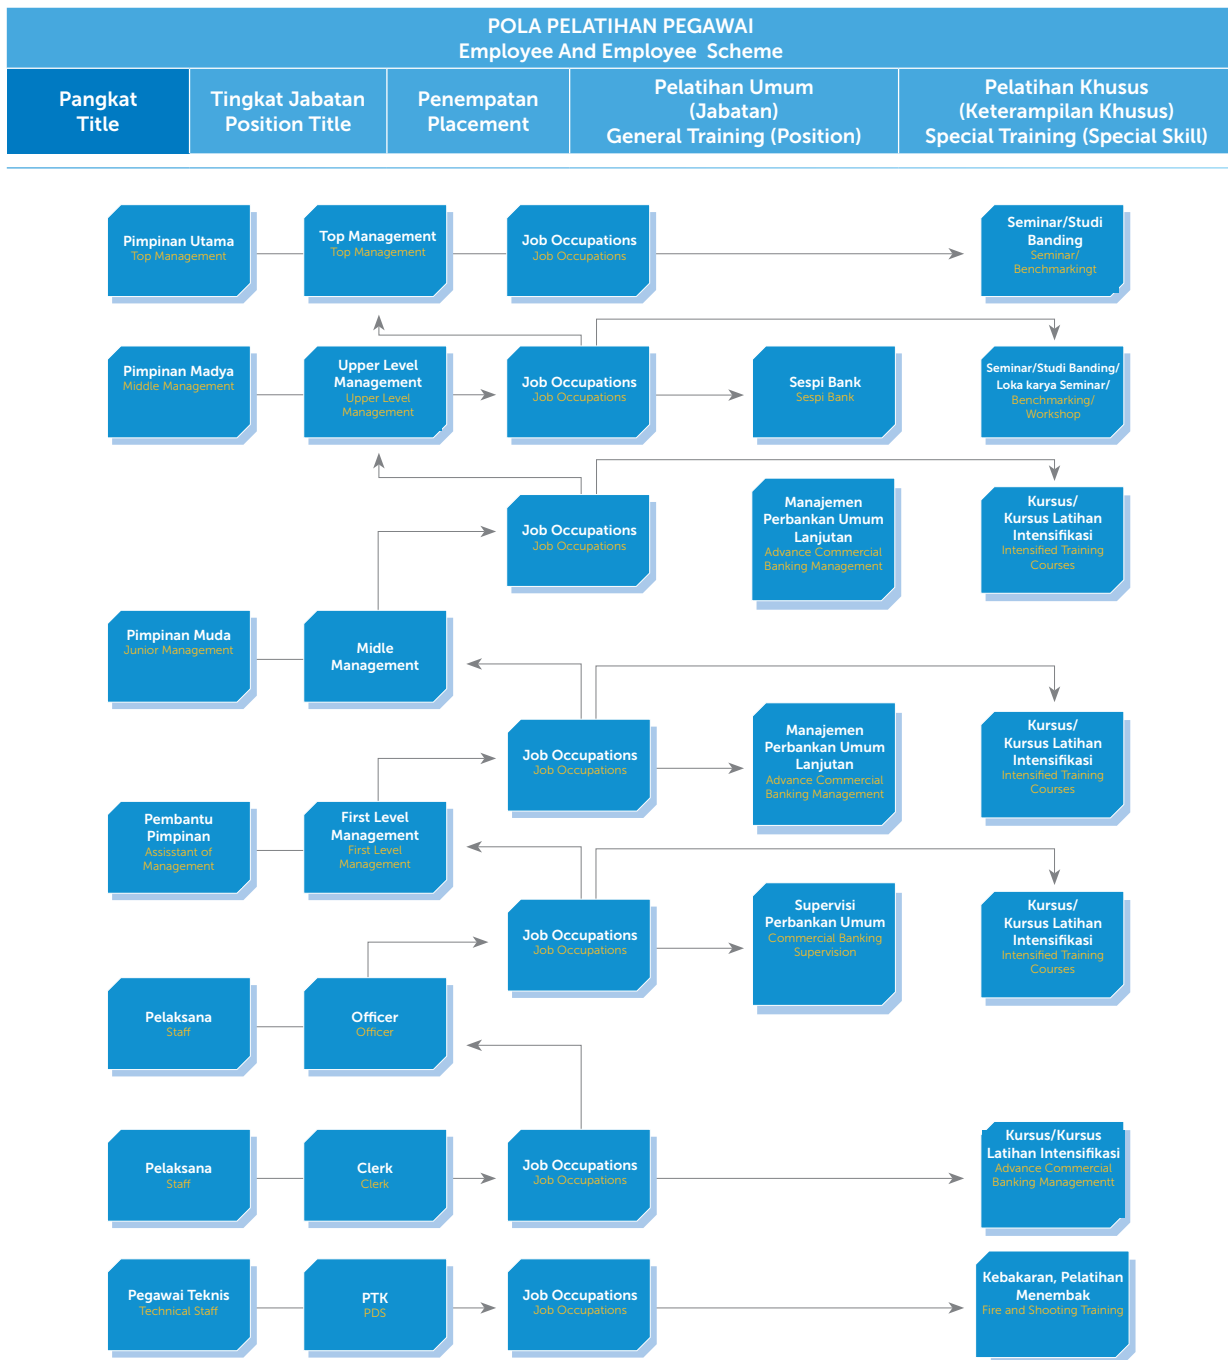 POLA PELATIHAN PEGAWAI
Employee And Employee  Scheme
Pangkat
Title
Tingkat Jabatan
Position Title
Penempatan
Placement
Pelatihan Umum
(Jabatan)
General Training (Position)
Pelatihan Khusus
(Keterampilan Khusus)
Special Training (Special Skill)
Pimpinan Utama
Top Management
Top Management
Top Management
Job Occupations
Job Occupations
Seminar/Studi
Banding
Seminar/
Benchmarkingt
Pimpinan Madya
Middle Management
Upper Level
Management
Upper Level
Management
Job Occupations
Job Occupations
Sespi Bank
Sespi Bank
Seminar/Studi Banding/
Loka karya Seminar/
Benchmarking/
Workshop
Job Occupations
Job Occupations
Manajemen
Perbankan Umum
Lanjutan
Advance Commercial
Banking Management
Kursus/
Kursus Latihan
Intensifikasi
Intensified Training
Courses
Pimpinan Muda
Junior Management
Midle
Management
Job Occupations
Job Occupations
Manajemen
Perbankan Umum
Lanjutan
Advance Commercial
Banking Management
Kursus/
Kursus Latihan
Intensifikasi
Intensified Training
Courses
Pembantu
Pimpinan
Assisstant of
Management
First Level
Management
First Level
Management
Job Occupations
Job Occupations
Supervisi
Perbankan Umum
Commercial Banking
Supervision
Kursus/
Kursus Latihan
Intensifikasi
Intensified Training
Courses
Pelaksana
Staff
Officer
Officer
Pelaksana
Staff
Clerk
Clerk
Job Occupations
Job Occupations
Kursus/Kursus
Latihan Intensifikasi
Advance Commercial
Banking Managementt
Pegawai Teknis
Technical Staff
PTK
PDS
Job Occupations
Job Occupations
Kebakaran, Pelatihan
Menembak
Fire and Shooting Training